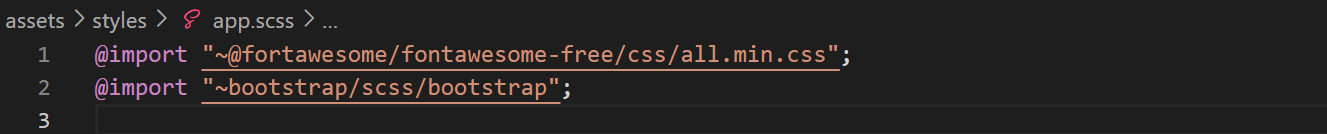 assets > styles > app.scss > ...
1 @import "~@fortawesome/fontawesome-free/css/all.min.css";
2 @import "~bootstrap/scss/bootstrap";
3